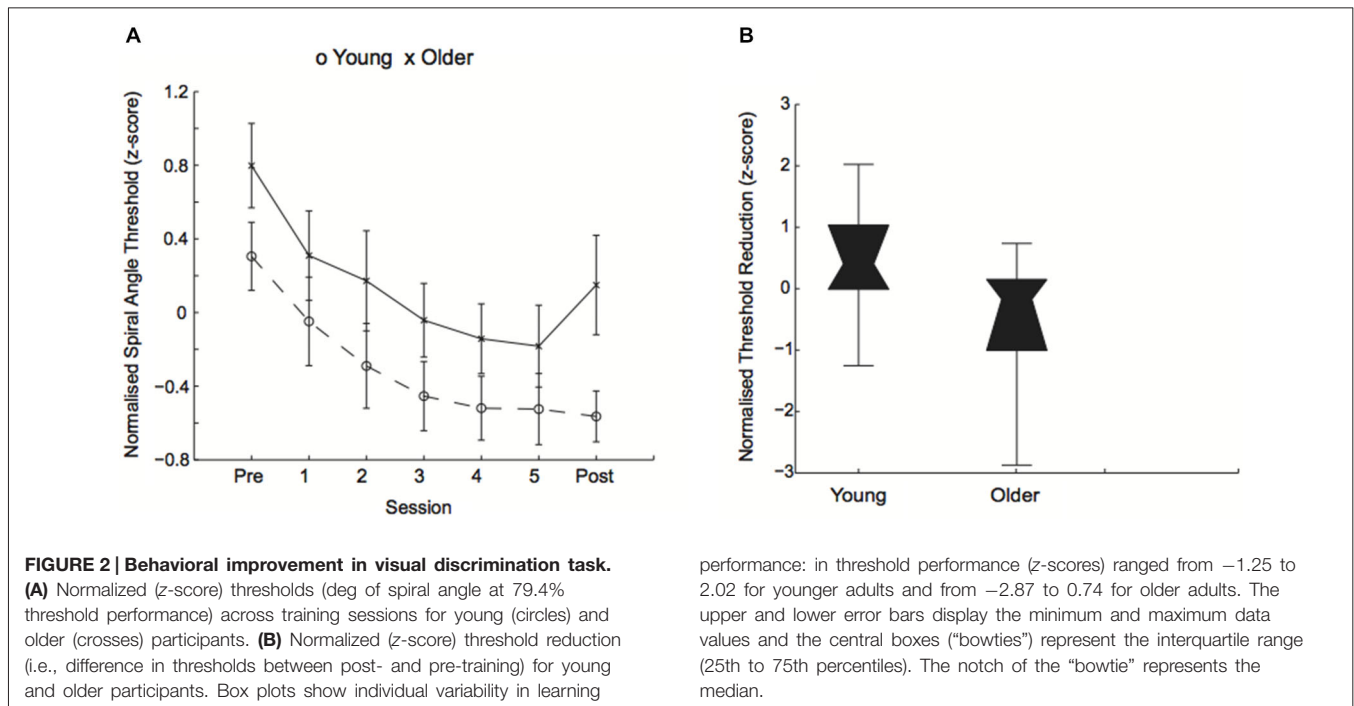 A
o Young x Older
Normalised Spiral Angle Threshold (z-score)
1.2
0.8
0.4
0
−0.4
−0.8
Pre 1 2 3 4 5 Post
Session
B
Normalised Threshold Reduction (z-score)
3
2
1
0
−1
−2
−3
Young Older
FIGURE 2 | Behavioral improvement in visual discrimination task.
(A) Normalized (z-score) thresholds (deg of spiral angle at 79.4%
threshold performance) across training sessions for young (circles) and
older (crosses) participants. (B) Normalized (z-score) threshold reduction
(i.e., difference in thresholds between post- and pre-training) for young
and older participants. Box plots show individual variability in learning
performance: in threshold performance (z-scores) ranged from −1.25 to
2.02 for younger adults and from −2.87 to 0.74 for older adults. The
upper and lower error bars display the minimum and maximum data
values and the central boxes (“bowties”) represent the interquartile range
(25th to 75th percentiles). The notch of the “bowtie” represents the
median.